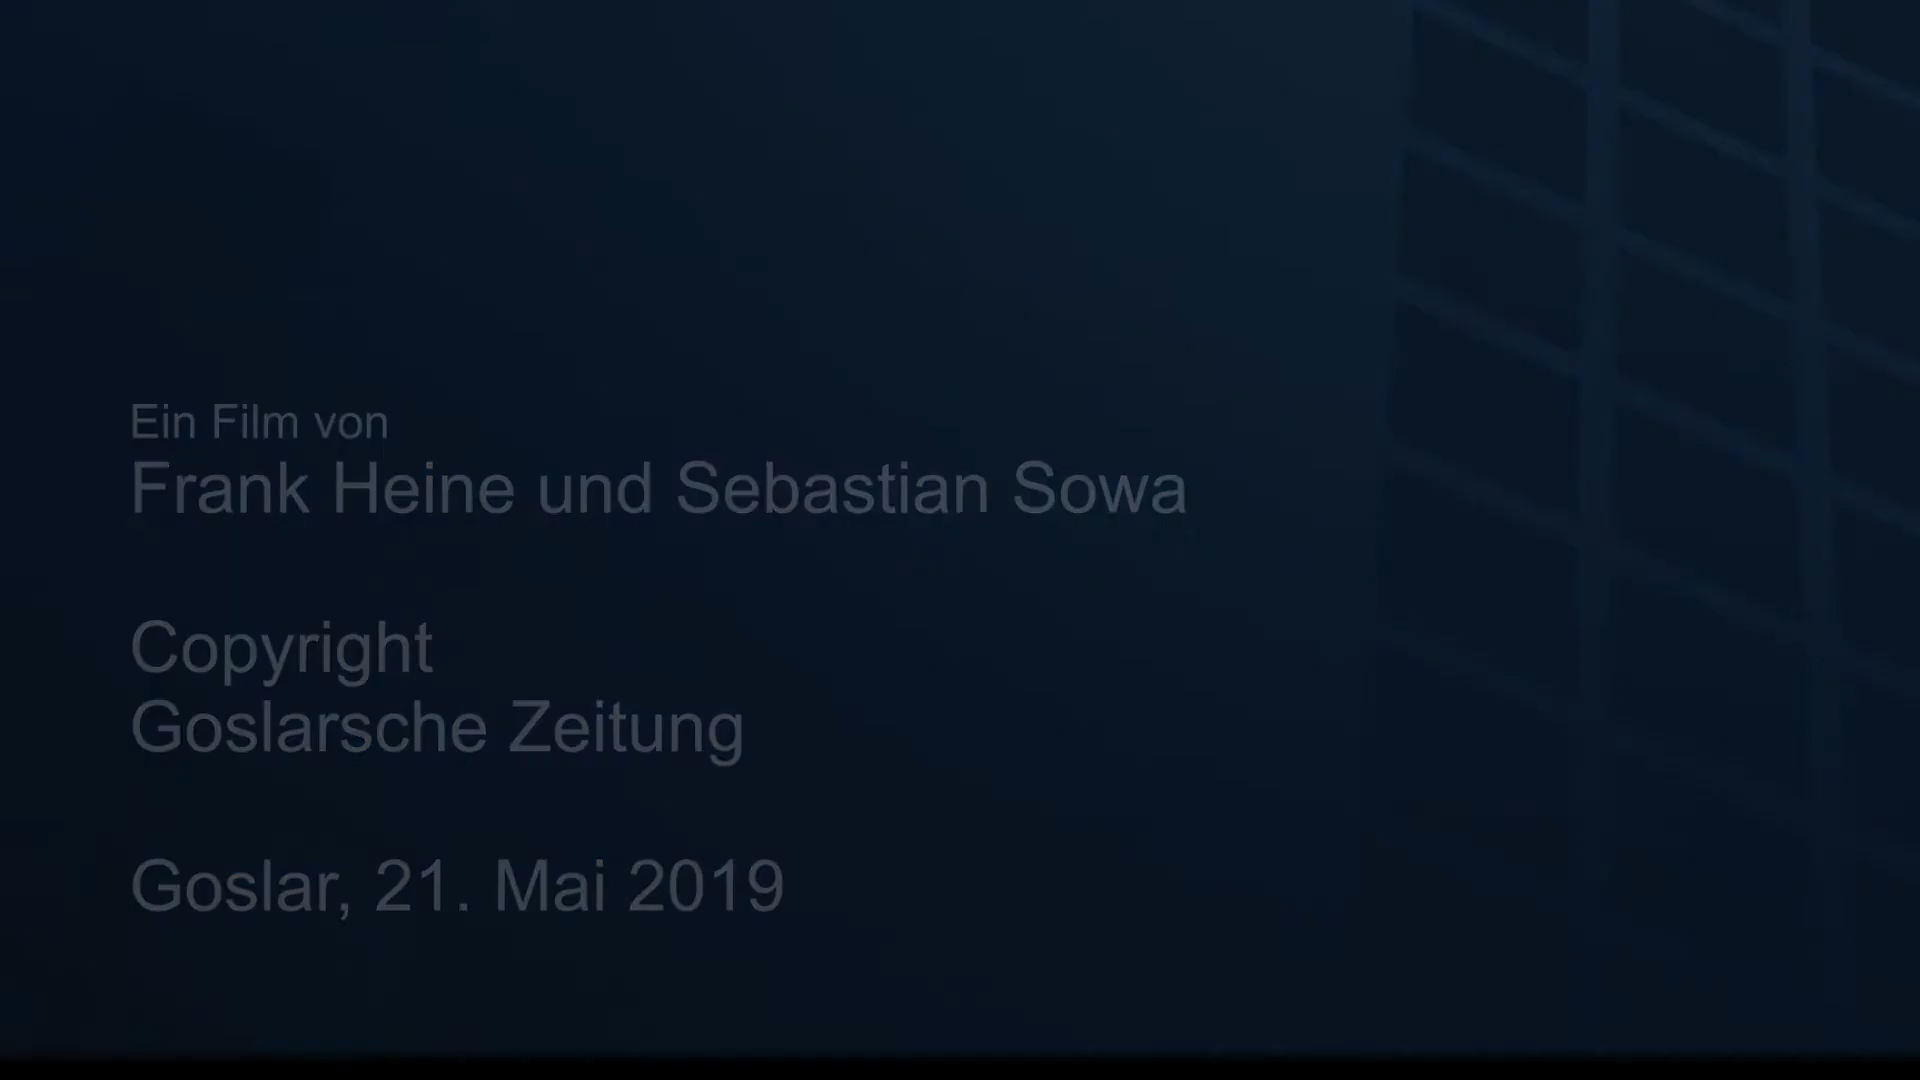 Ein Film von
Frank Heine und Sebastian Sowa
Copyright
Goslarsche Zeitung
Goslar, 21. Mai 2019